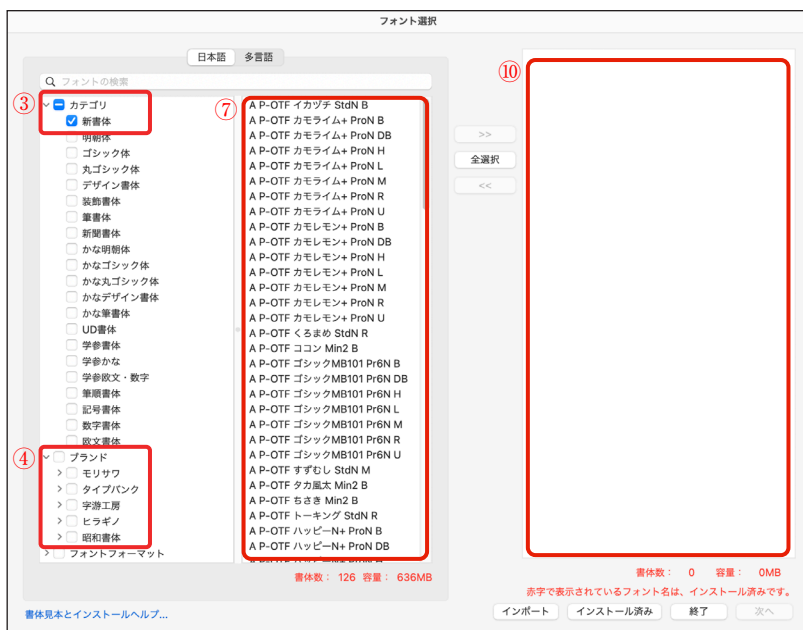 フォント選択
日本語 多言語
フォントの検索
③
カテゴリ
新書体
明朝体
ゴシック体
丸ゴシック体
デザイン書体
装飾書体
筆書体
新聞書体
かな明朝体
かなゴシック体
かな丸ゴシック体
かなデザイン書体
かな筆書体
UD書体
学参書体
学参かな
学参欧文・数字
筆順書体
記号書体
数字書体
欧文書体
④
ブランド
モリサワ
タイプバンク
字游工房
ヒラギノ
昭和書体
フォントフォーマット
⑦
A P-OTF イカヅチ StdN B
A P-OTF カモライム+ ProN B
A P-OTF カモライム+ ProN DB
A P-OTF カモライム+ ProN H
A P-OTF カモライム+ ProN L
A P-OTF カモライム+ ProN M
A P-OTF カモライム+ ProN R
A P-OTF カモライム+ ProN U
A P-OTF カモレモン+ ProN B
A P-OTF カモレモン+ ProN DB
A P-OTF カモレモン+ ProN H
A P-OTF カモレモン+ ProN L
A P-OTF カモレモン+ ProN M
A P-OTF カモレモン+ ProN R
A P-OTF カモレモン+ ProN U
A P-OTF くろまめ StdN R
A P-OTF ココン Min2 B
A P-OTF ゴシックMB101 Pr6N B
A P-OTF ゴシックMB101 Pr6N DB
A P-OTF ゴシックMB101 Pr6N H
A P-OTF ゴシックMB101 Pr6N L
A P-OTF ゴシックMB101 Pr6N M
A P-OTF ゴシックMB101 Pr6N R
A P-OTF ゴシックMB101 Pr6N U
A P-OTF すずむし StdN M
A P-OTF タカ風太 Min2 B
A P-OTF ちさき Min2 B
A P-OTF トーキング StdN R
A P-OTF ハッピーN+ ProN B
A P-OTF ハッピーN+ ProN DB
書体数： 126 容量： 636MB
>>
全選択
<<
⑩
書体数： 0 容量： 0MB
赤字で表示されているフォント名は、インストール済みです。
書体見本とインストールヘルプ...
インポート インストール済み 終了 次へ